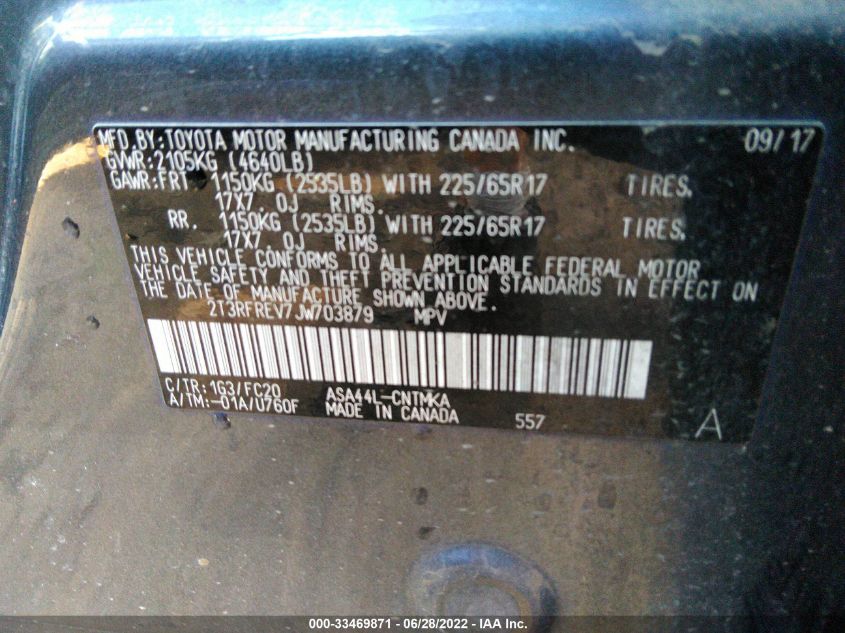 MFD. BY: TOYOTA MOTOR MANUFACTURING CANADA INC. 09/17
GVWR: 2105KG (4640LB)
GAWR: FRT 1150KG (2535LB) WITH 225/65R17 TIRES,
17X7.0J RIMS.
RR. 1150KG (2535LB) WITH 225/65R17 TIRES,
17X7.0J RIMS
THIS VEHICLE CONFORMS TO ALL APPLICABLE FEDERAL MOTOR
VEHICLE SAFETY AND THEFT PREVENTION STANDARDS IN EFFECT ON
THE DATE OF MANUFACTURE SHOWN ABOVE.
2T3RFREV7JW703879 MPV
C/TR: 1G3/FC20 ASA44L-CNTMKA
A/TM: -01A/U760F MADE IN CANADA 557 A
000-33469871 - 06/28/2022 - IAA Inc.